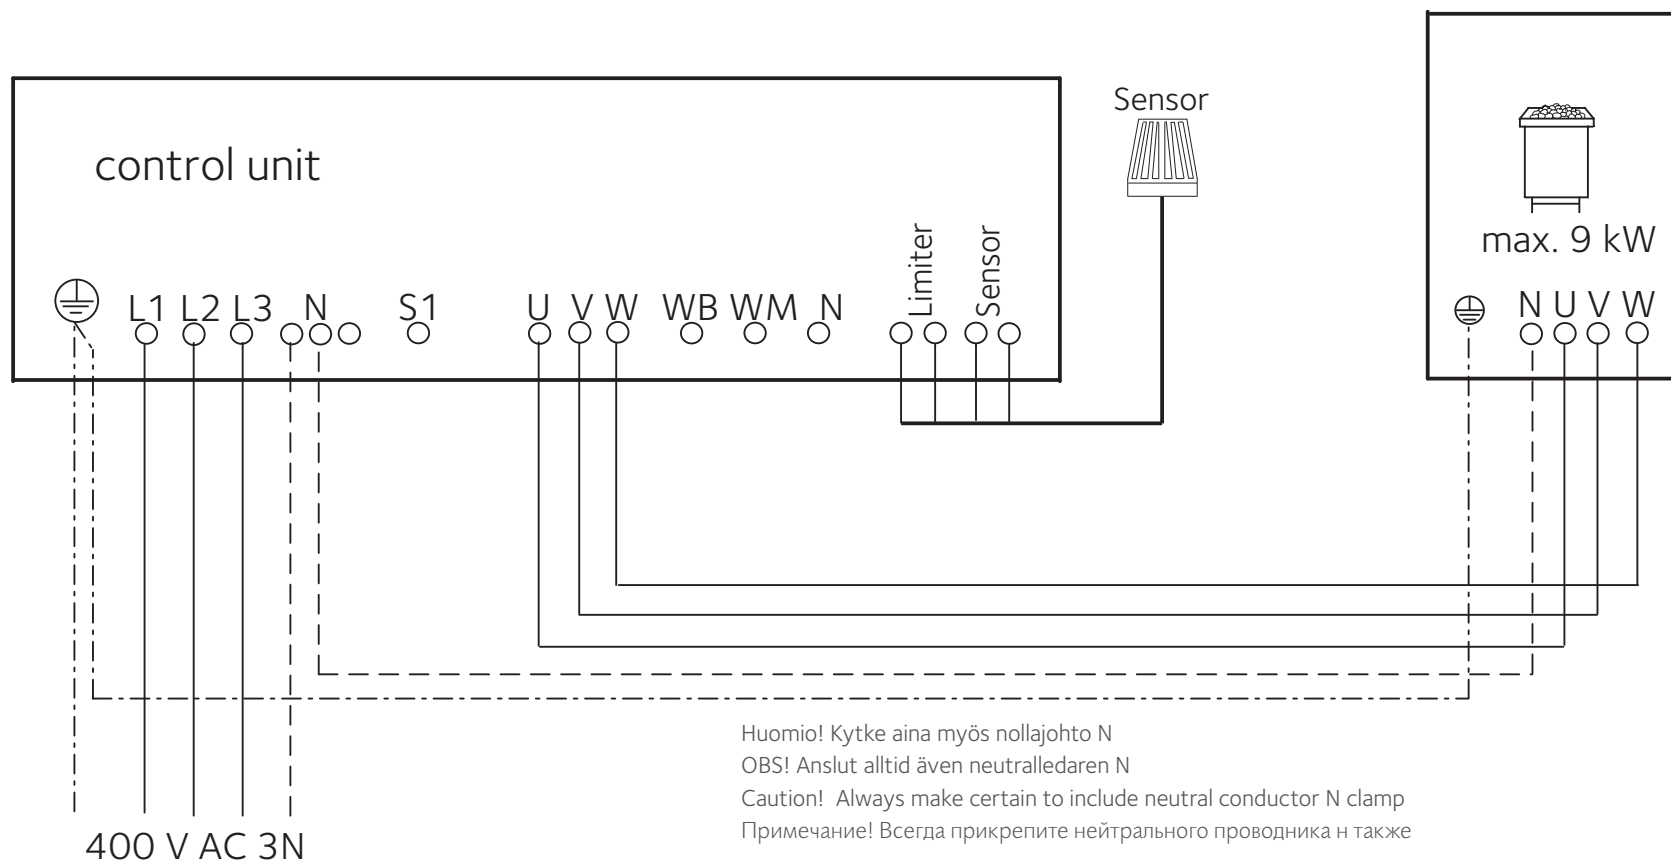 Sensor
control unit
max. 9 kW
Limiter
Sensor
L1 L2 L3 N S1 U V W WB WM N
N U V W
Huomio! Kytke aina myös nollajohto N
OBS! Anslut alltid även neutralledaren N
Caution! Always make certain to include neutral conductor N clamp
Примечание! Всегда прикрепите нейтрального проводника н также
400 V AC 3N